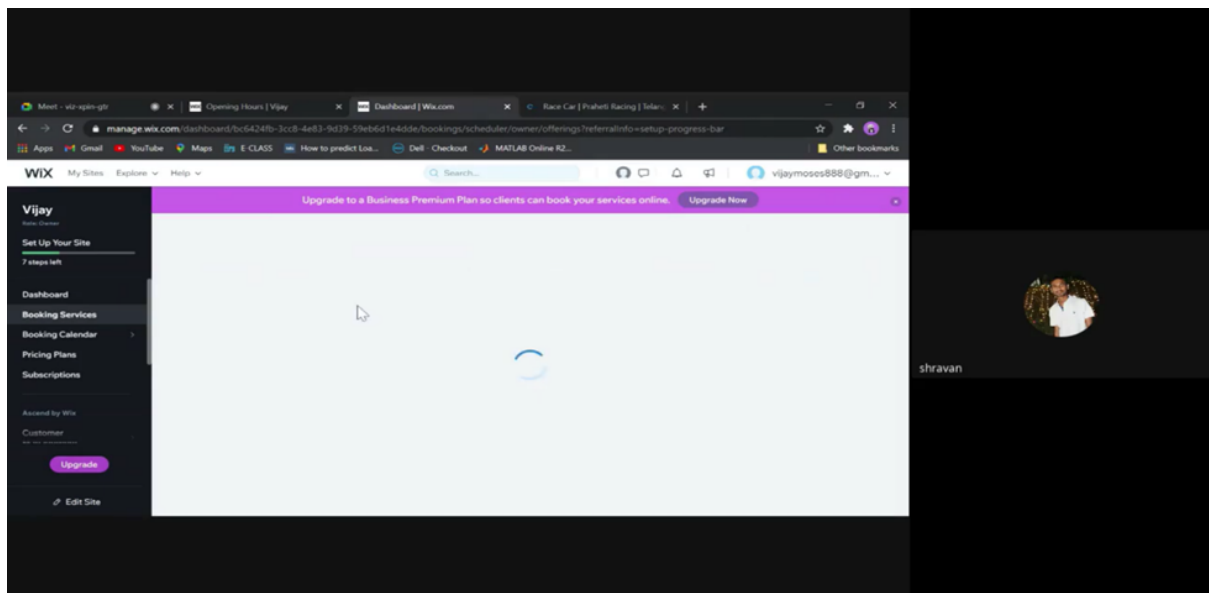 Meet - viz-xpin-gtr
Opening Hours | Vijay
Dashboard | Wix.com
Race Car | Praheti Racing | Telan
manage.wix.com/dashboard/bc6424fb-3cc8-4e83-9d39-59eb6d1e4dde/bookings/scheduler/owner/offerings?referralInfo=setup-progress-bar
Apps Gmail YouTube Maps E-CLASS How to predict Loa... Dell - Checkout MATLAB Online R2... Other bookmarks
WIX My Sites Explore Help Search... vijaymoses888@gm...
Upgrade to a Business Premium Plan so clients can book your services online. Upgrade Now
Vijay
Role: Owner
Set Up Your Site
7 steps left
Dashboard
Booking Services
Booking Calendar
Pricing Plans
Subscriptions
Ascend by Wix
Customer
Upgrade
Edit Site
shravan